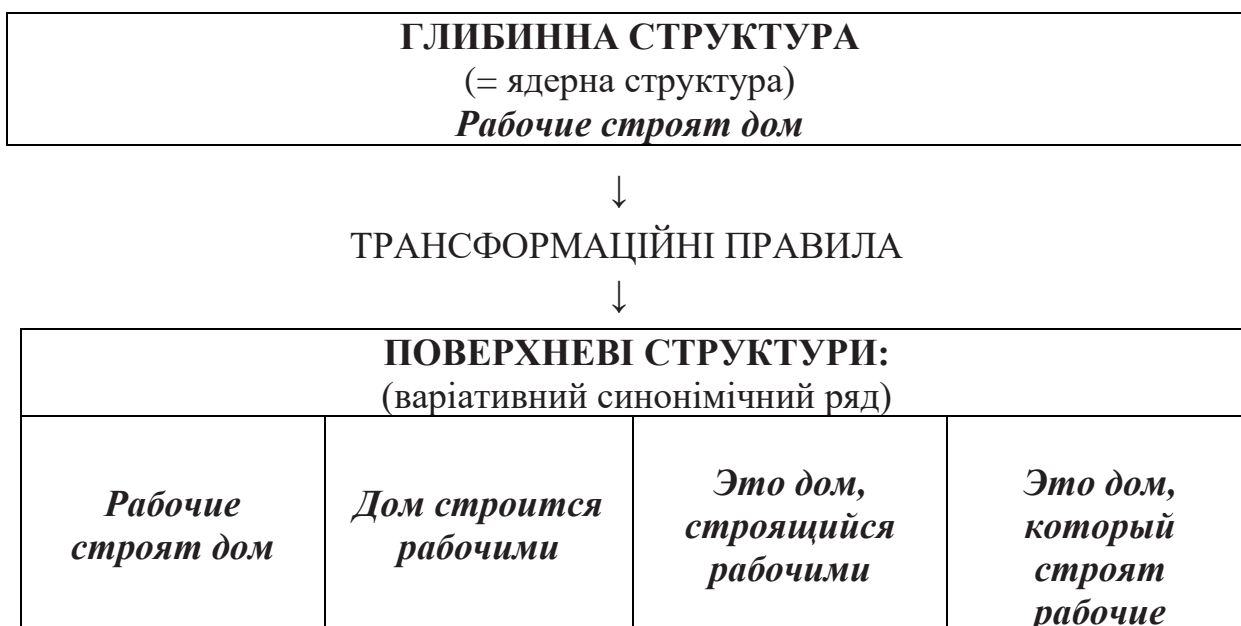 ГЛИБИННА СТРУКТУРА
(= ядерна структура)
Рабочие строят дом
↓
ТРАНСФОРМАЦІЙНІ ПРАВИЛА
↓
ПОВЕРХНЕВІ СТРУКТУРИ:
(варіативний синонімічний ряд)
Рабочие
строят дом
Дом строится
рабочими
Это дом,
строящийся
рабочими
Это дом,
который
строят
рабочие